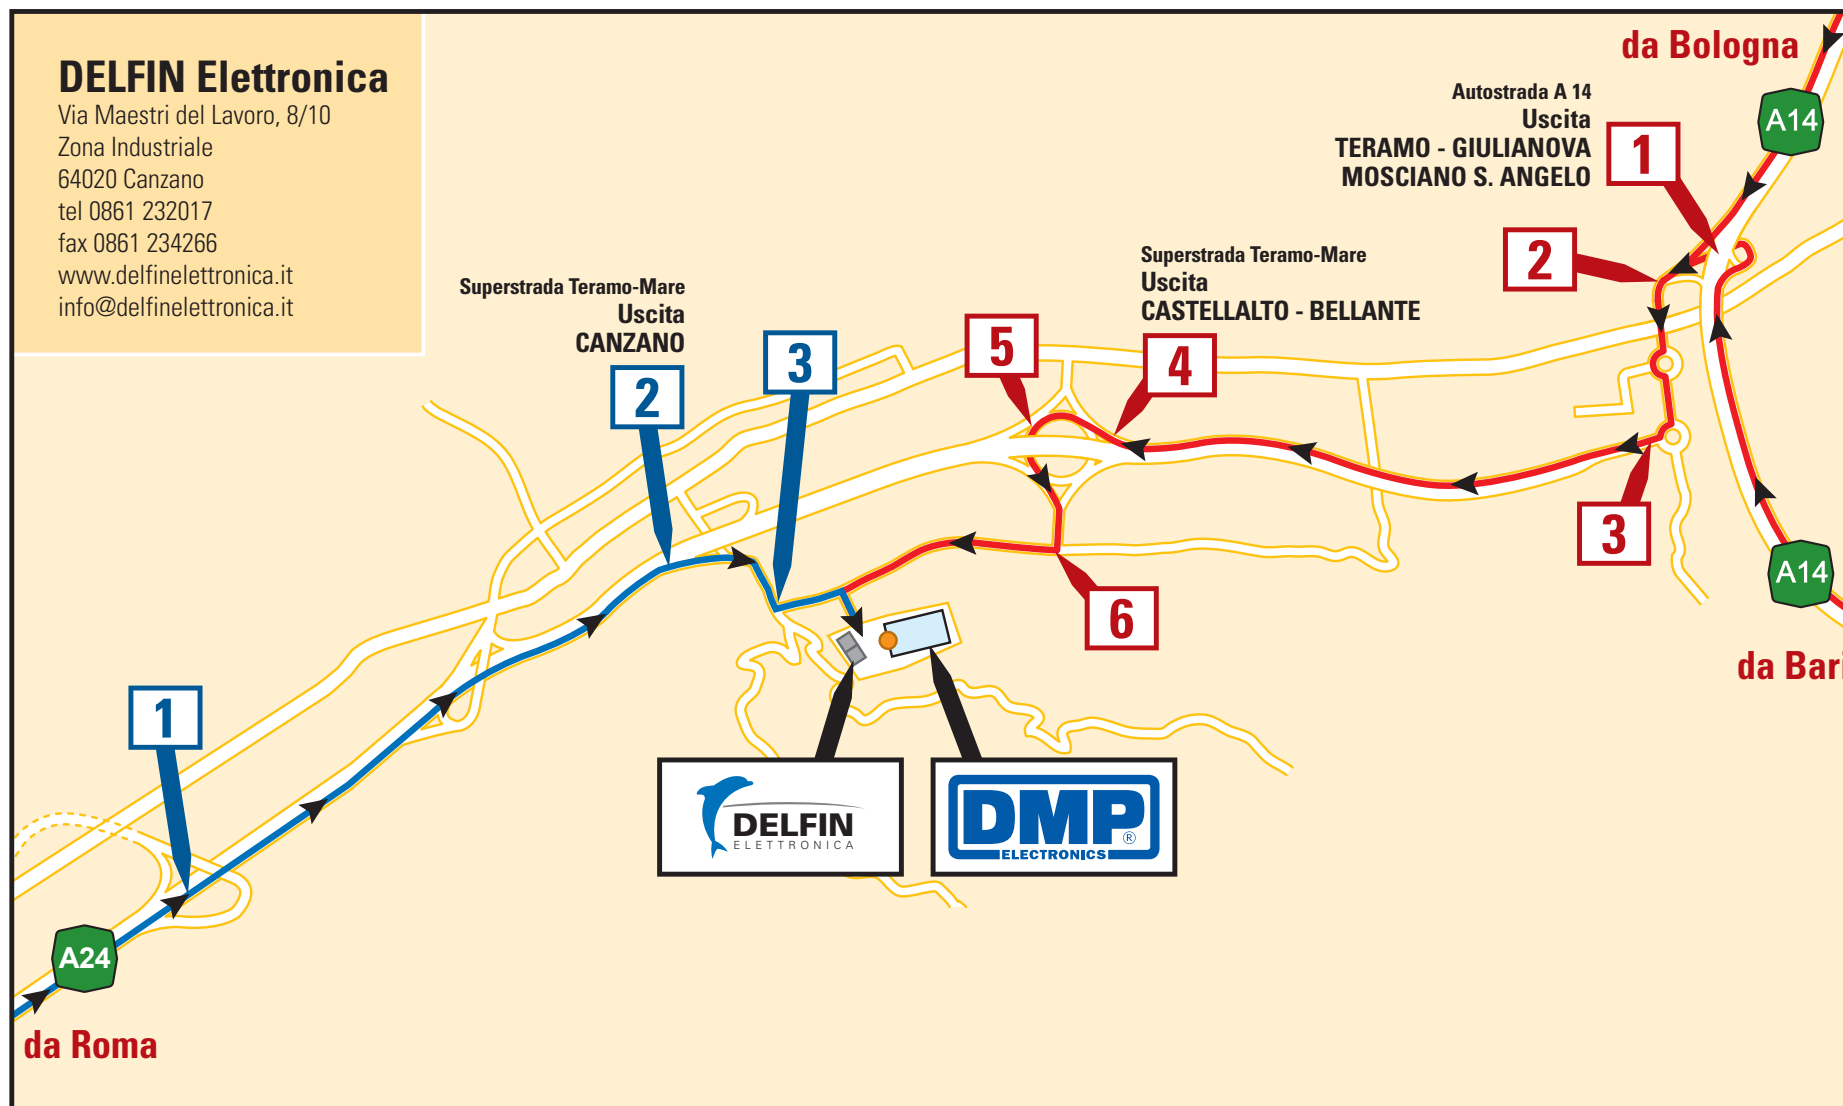 DELFIN Elettronica
Via Maestri del Lavoro, 8/10
Zona Industriale
64020 Canzano
tel 0861 232017
fax 0861 234266
www.delfinelettronica.it
info@delfinelettronica.it
da Bologna
A14
Autostrada A 14
Uscita
TERAMO - GIULIANOVA
MOSCIANO S. ANGELO
1
2
Superstrada Teramo-Mare
Uscita
CASTELLALTO - BELLANTE
4
5
Superstrada Teramo-Mare
Uscita
CANZANO
2
3
3
A14
6
da Bari
1
DELFIN
ELETTRONICA
DMP
®
ELECTRONICS
A24
da Roma